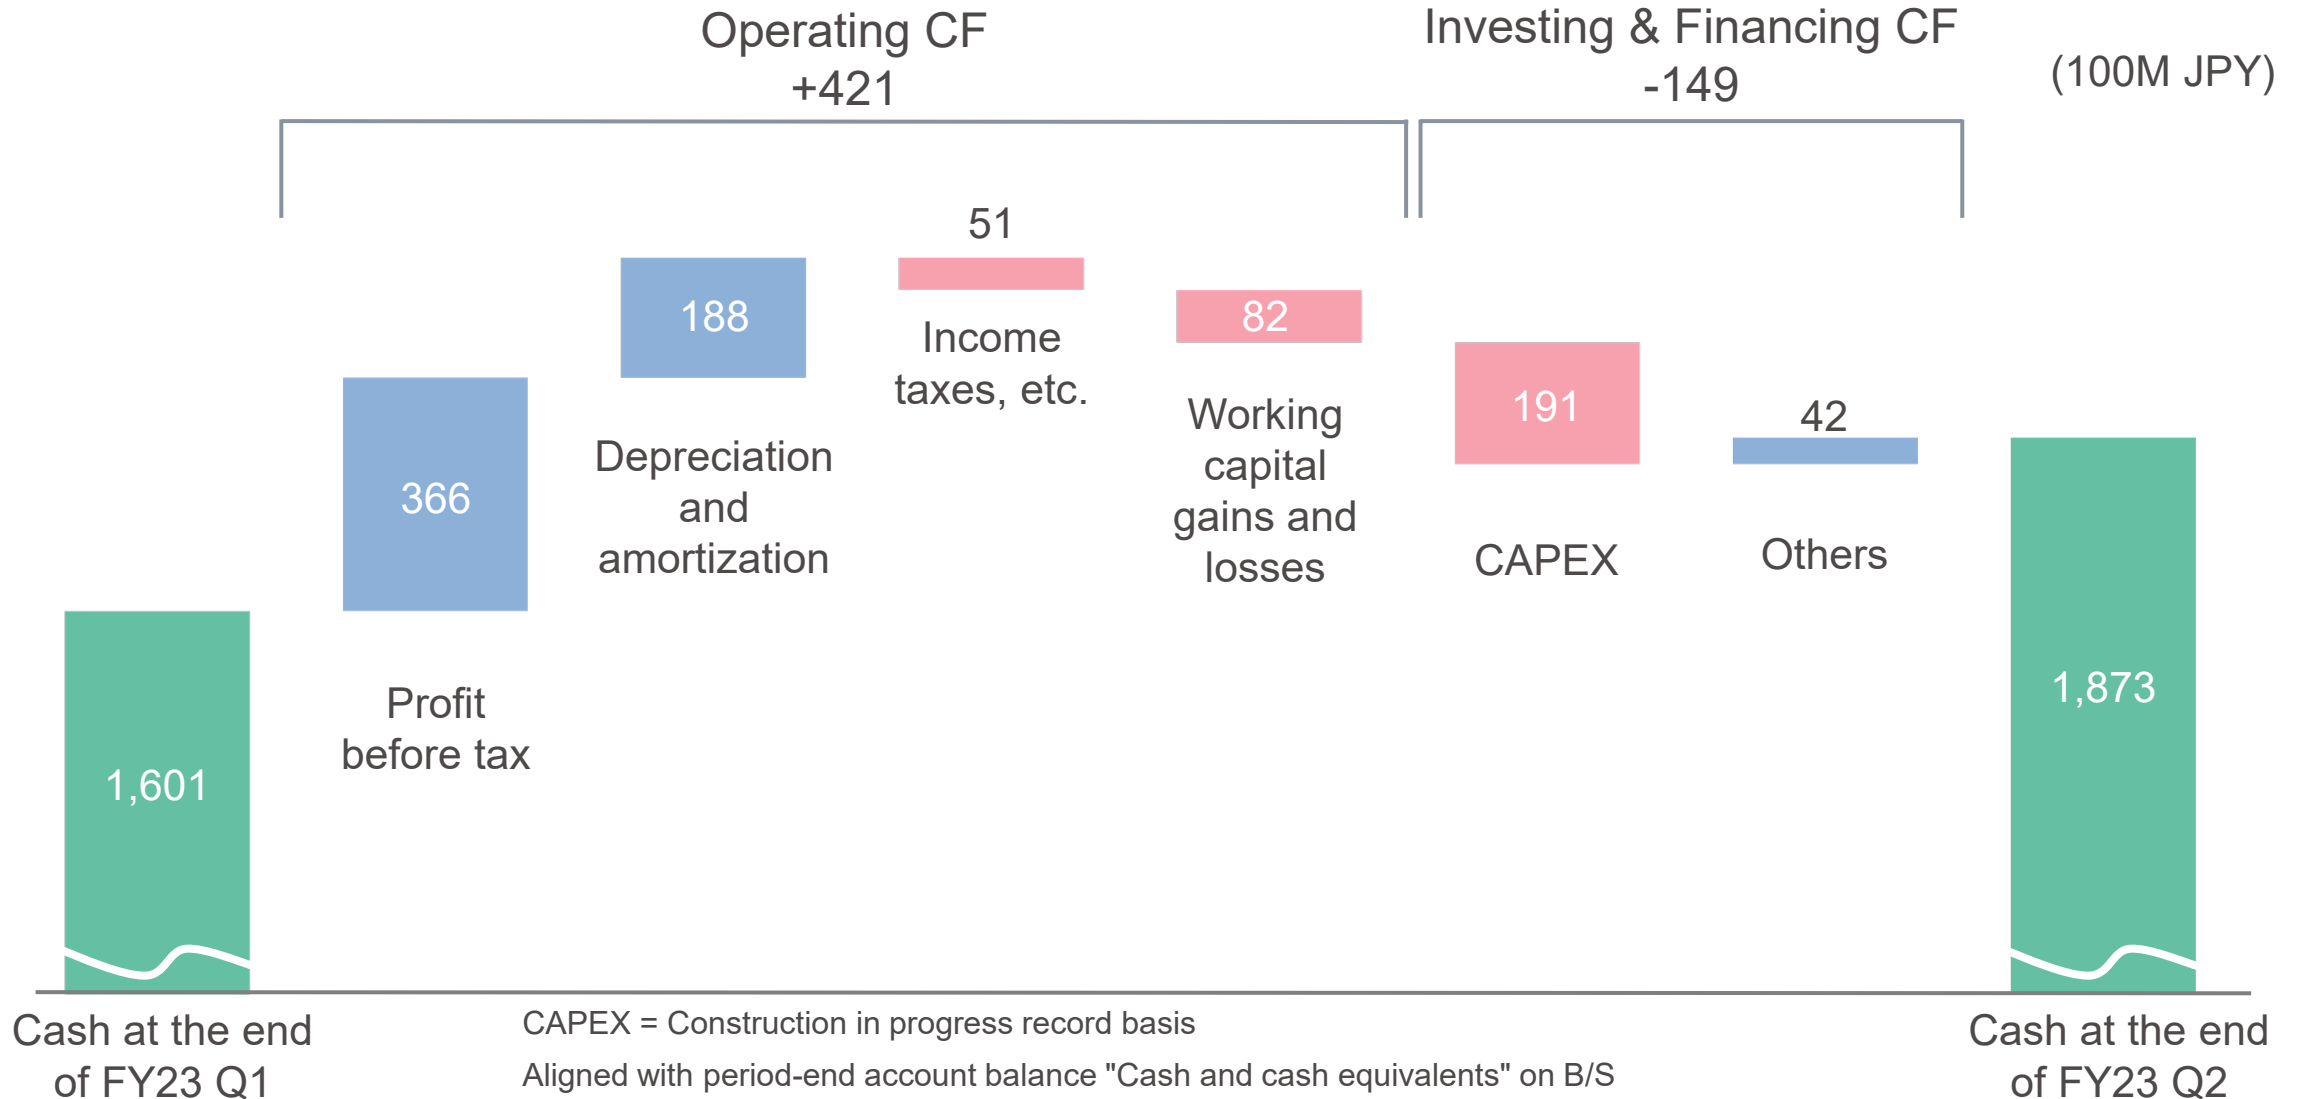 Operating CF
+421
Investing & Financing CF
-149
(100M JPY)
51
188
Income
taxes, etc.
82
366
Depreciation
and
amortization
Working
capital
gains and
losses
191
CAPEX
42
Others
1,601
Profit
before tax
1,873
Cash at the end
of FY23 Q1
CAPEX = Construction in progress record basis
Aligned with period-end account balance "Cash and cash equivalents" on B/S
Cash at the end
of FY23 Q2